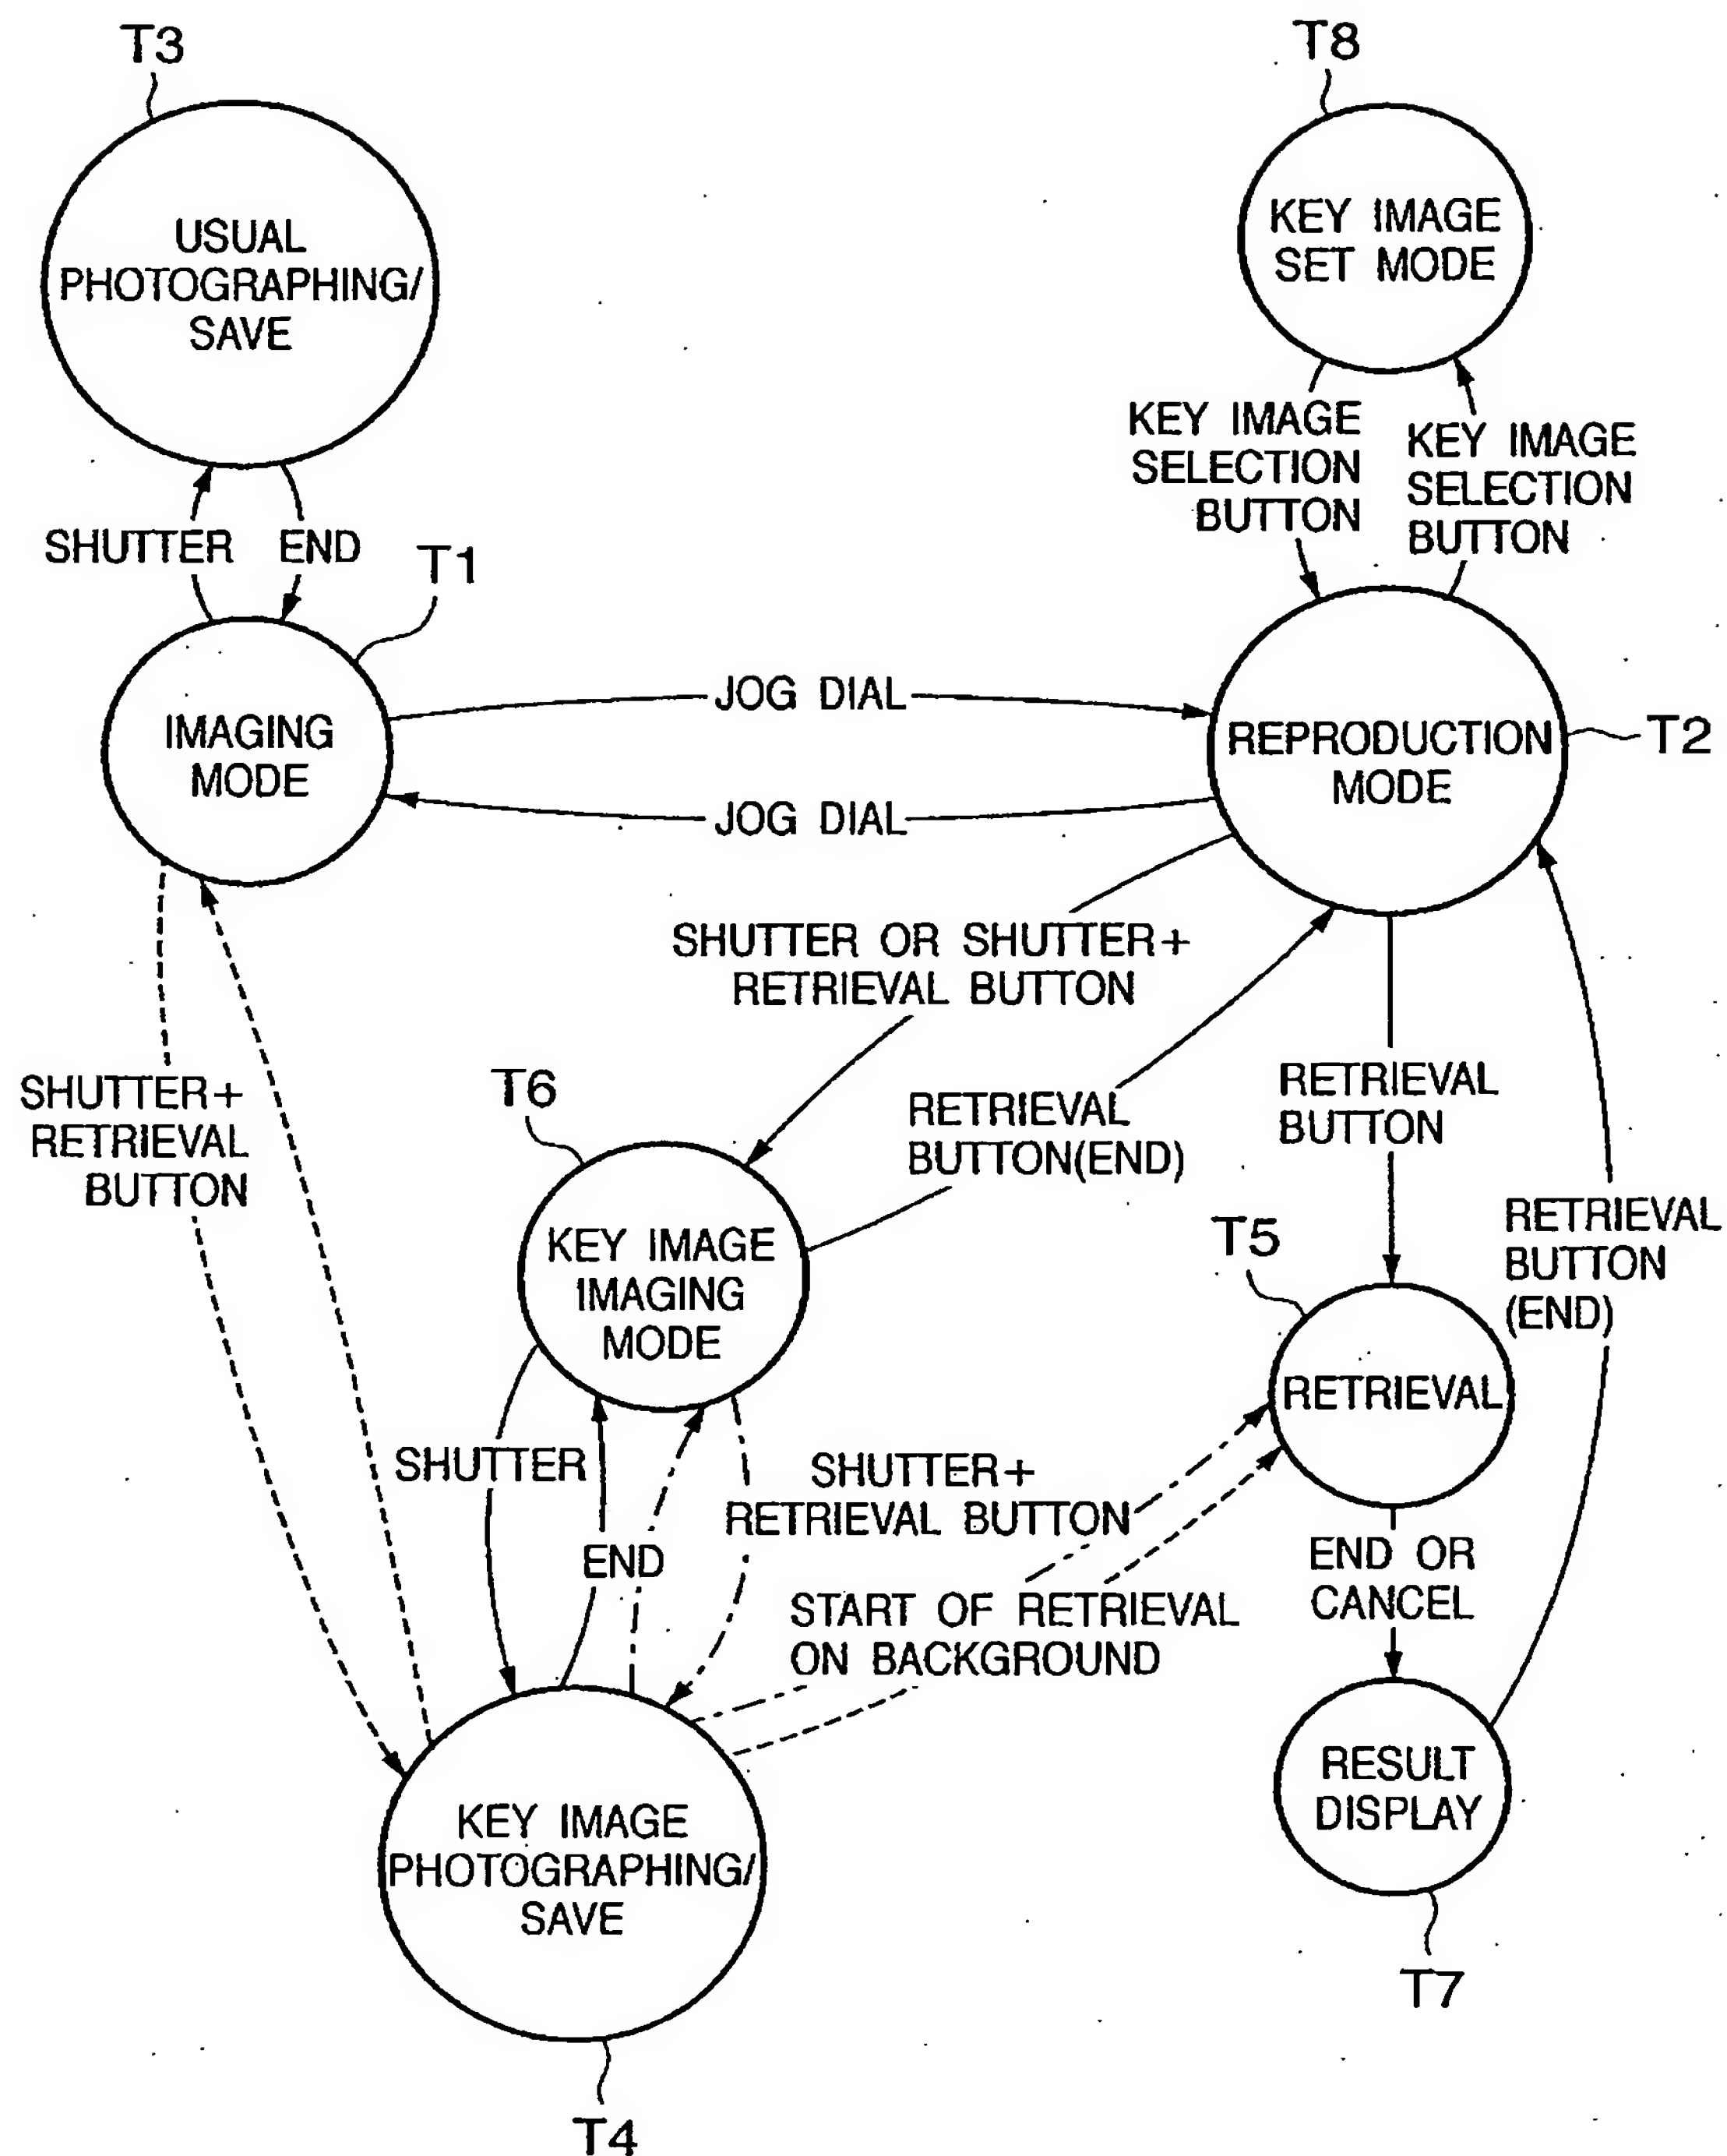 T3
T8
USUAL
PHOTOGRAPHING/
SAVE
KEY IMAGE
SET MODE
KEY IMAGE
SELECTION
BUTTON
KEY IMAGE
SELECTION
BUTTON
SHUTTER
END
T1
IMAGING
MODE
JOG DIAL
JOG DIAL
REPRODUCTION
MODE
T2
SHUTTER OR SHUTTER+
RETRIEVAL BUTTON
SHUTTER+
RETRIEVAL
BUTTON
T6
RETRIEVAL
BUTTON(END)
RETRIEVAL
BUTTON
RETRIEVAL
BUTTON
(END)
T5
KEY IMAGE
IMAGING
MODE
RETRIEVAL
SHUTTER
END
SHUTTER+
RETRIEVAL BUTTON
START OF RETRIEVAL
ON BACKGROUND
END OR
CANCEL
RESULT
DISPLAY
KEY IMAGE
PHOTOGRAPHING/
SAVE
T7
T4